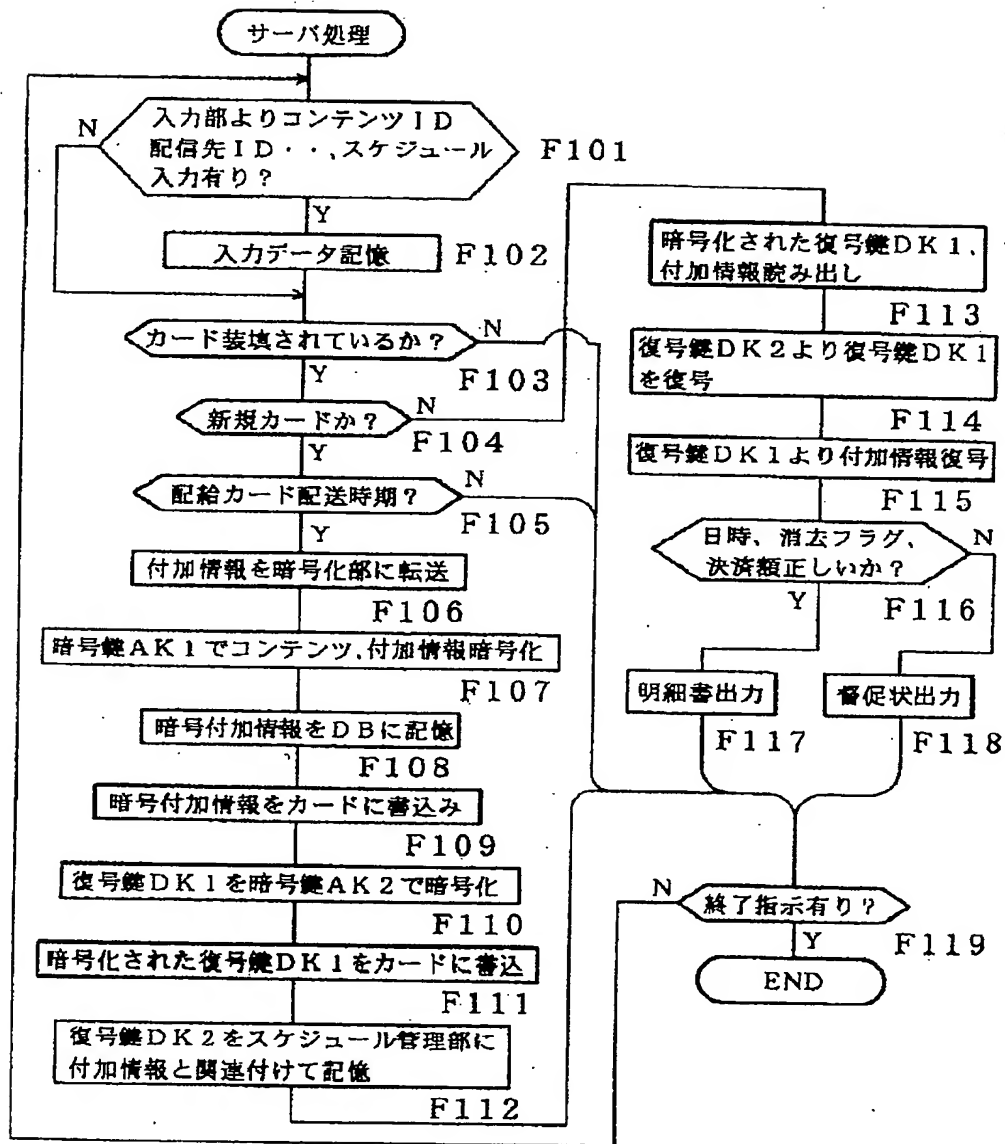 サーバ処理
入力部よりコンテンツID
配信先ID・・,スケジュール
入力有り?
N
F101
Y
入力データ記憶
F102
カード装填されているか?
N
F103
Y
新規カードか?
N
F104
Y
配給カード配送時期?
N
F105
Y
付加情報を暗号化部に転送
F106
暗号鍵AK1でコンテンツ,付加情報暗号化
F107
暗号付加情報をDBに記憶
F108
暗号付加情報をカードに書込み
F109
復号鍵DK1を暗号鍵AK2で暗号化
F110
暗号化された復号鍵DK1をカードに書込
F111
復号鍵DK2をスケジュール管理部に
付加情報と関連付けて記憶
F112
暗号化された復号鍵DK1、
付加情報読み出し
F113
復号鍵DK2より復号鍵DK1
を復号
F114
復号鍵DK1より付加情報復号
F115
日時、消去フラグ、
決済額正しいか?
N
F116
Y
明細書出力
F117
督促状出力
F118
終了指示有り?
N
F119
Y
END